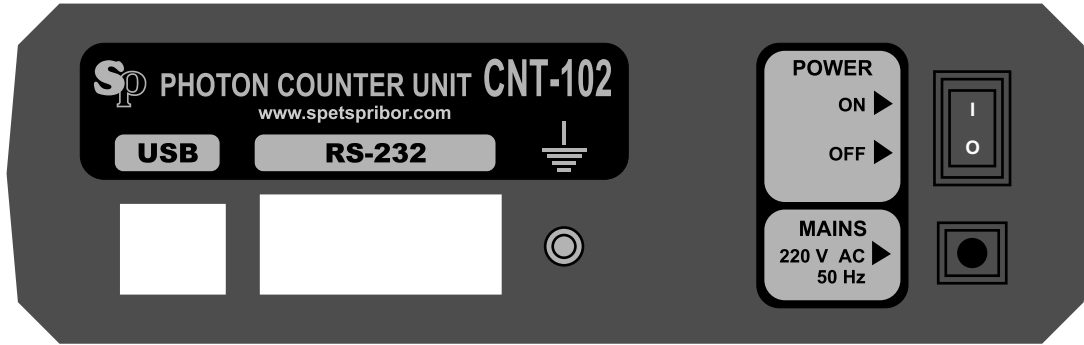 SP PHOTON COUNTER UNIT CNT-102
www.spetspribor.com
USB RS-232
POWER
ON
OFF
I
O
MAINS
220 V AC
50 Hz